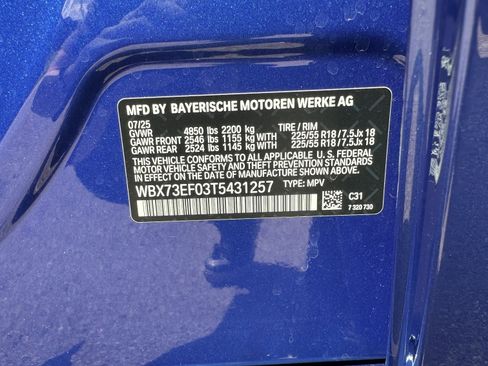 MFD BY BAYERISCHE MOTOREN WERKE AG
07/25 TIRE / RIM
GVWR 4850 lbs 2200 kg
GAWR FRONT 2546 lbs 1155 kg WITH 225/55 R18 / 7.5Jx 18
GAWR REAR 2524 lbs 1145 kg WITH 225/55 R18 / 7.5Jx 18
THIS VEHICLE CONFORMS TO ALL APPLICABLE U.S. FEDERAL
MOTOR VEHICLE SAFETY STANDARDS IN EFFECT ON THE
DATE OF MANUFACTURE SHOWN ABOVE.
WBX73EF03T5431257 TYPE: MPV
C31
7 320 730